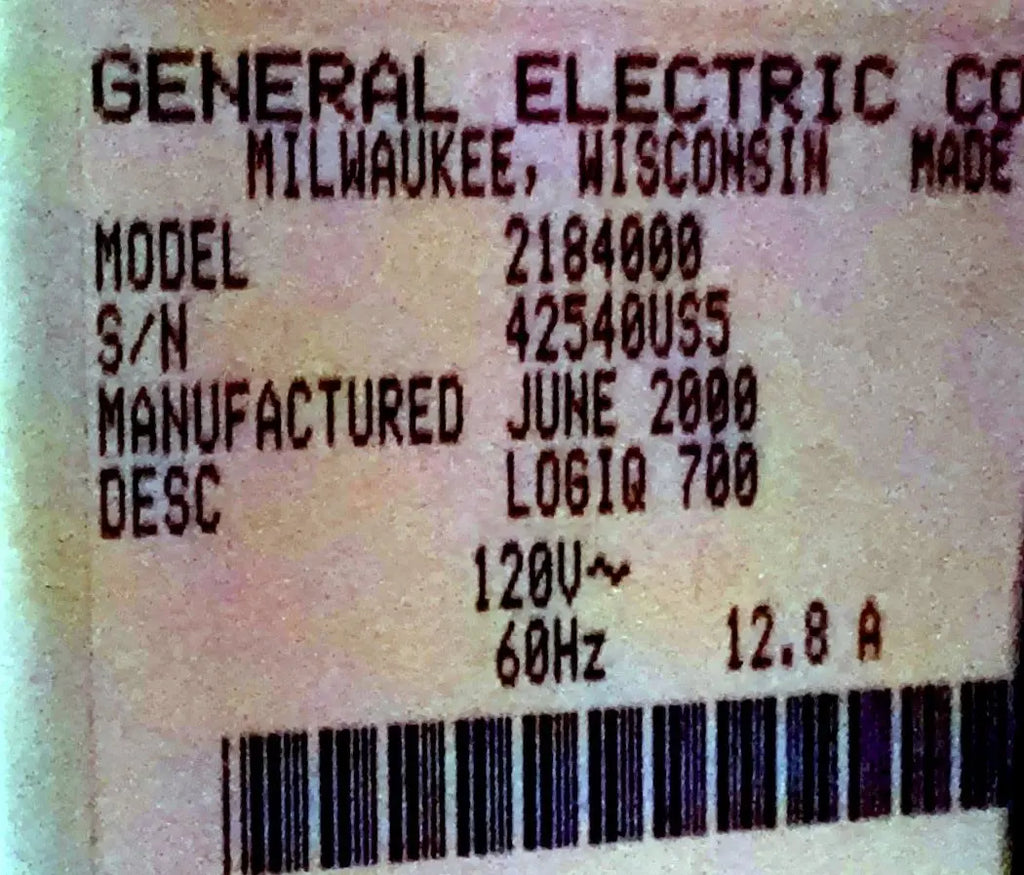 GENERAL ELECTRIC CO
MILWAUKEE, WISCONSIN MADE
MODEL 2184000
S/N 42540US5
MANUFACTURED JUNE 2000
DESC LOGIQ 700
120V~
60Hz 12.8 A